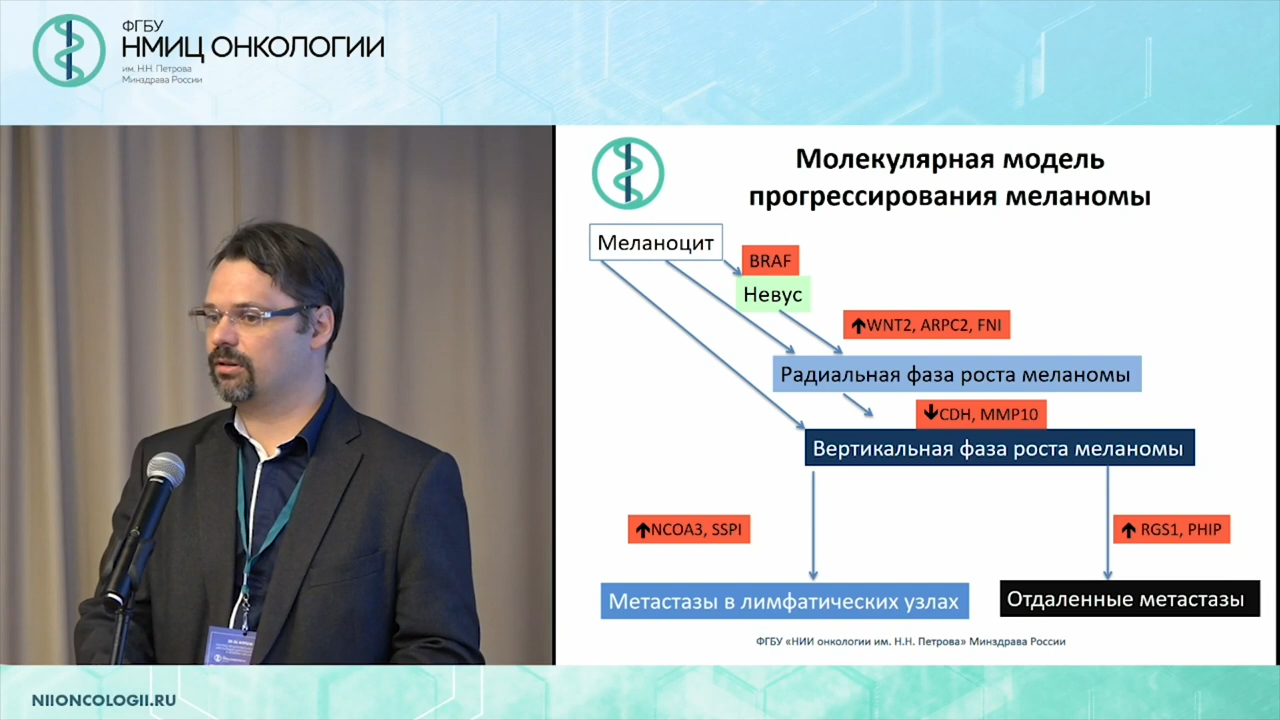 ФГБУ
НМИЦ ОНКОЛОГИИ
им. Н.Н. Петрова
Минздрава России
Молекулярная модель
прогрессирования меланомы
Меланоцит
BRAF
Невус
↑WNT2, ARPC2, FNI
Радиальная фаза роста меланомы
↓CDH, MMP10
Вертикальная фаза роста меланомы
↑NCOA3, SSPI
↑ RGS1, PHIP
Метастазы в лимфатических узлах
Отдаленные метастазы
ФГБУ «НИИ онкологии им. Н.Н. Петрова» Минздрава России
NIIONCOLOGII.RU